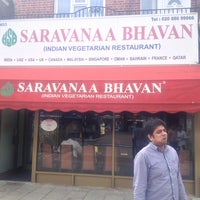 SARAVANAA BHAVAN
(INDIAN VEGETARIAN RESTAURANT)
INDIA • UAE • USA • UK • CANADA • MALAYSIA • SINGAPORE • OMAN • BAHRAIN • FRANCE • QATAR
SARAVANAA BHAVAN
(INDIAN VEGETARIAN RESTAURANT)